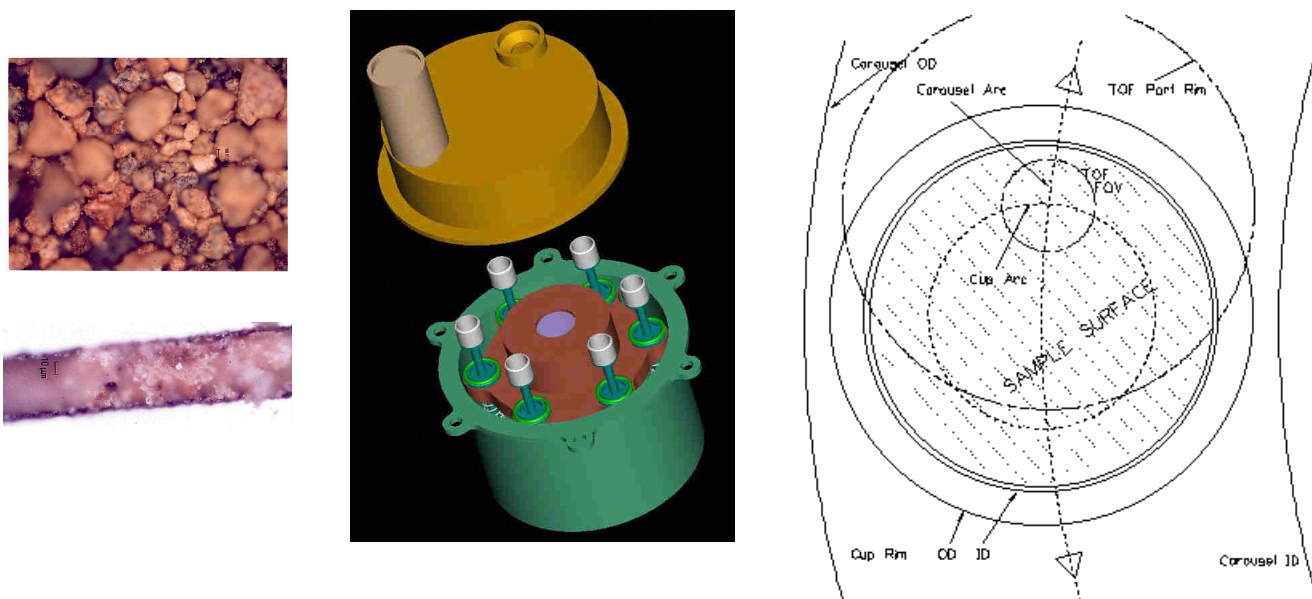 10µm
Carousel OD
Carousel Arc
TOF Port Rim
TOF
FOV
Cup Arc
SAMPLE SURFACE
Cup Rim OD ID
Carousel ID